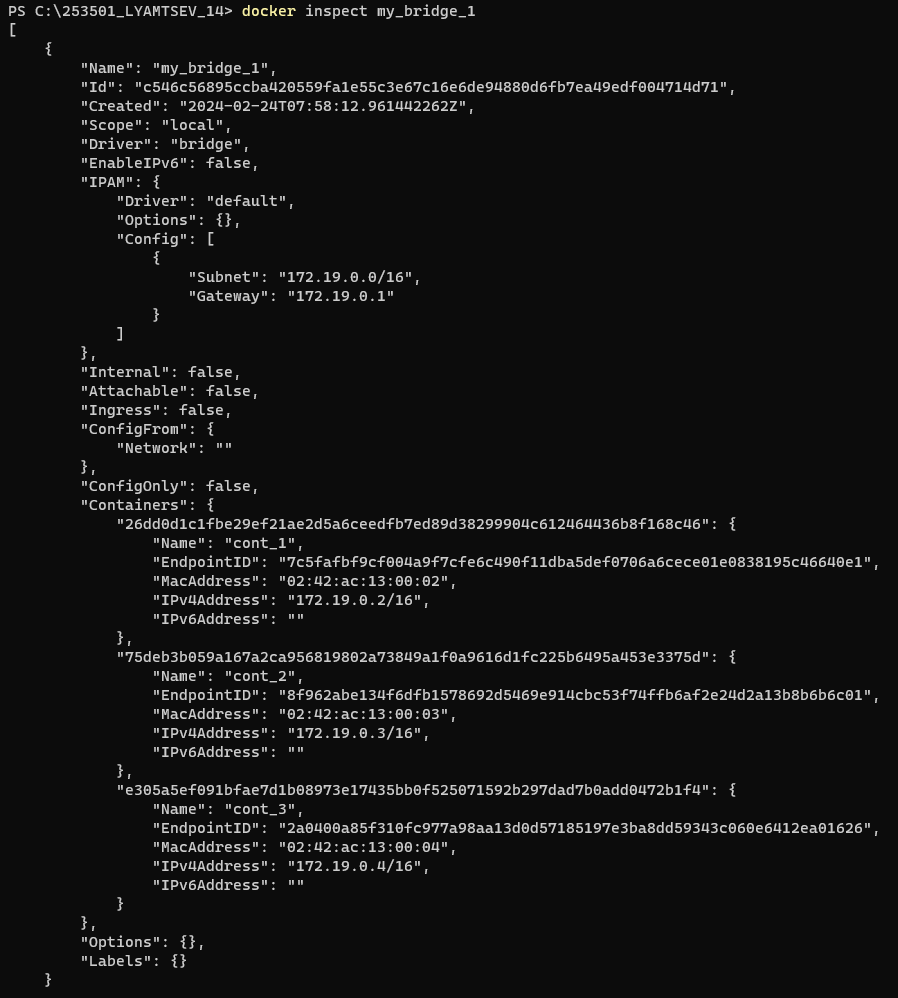 PS C:\253501_LYAMTSEV_14> docker inspect my_bridge_1
[
    {
        "Name": "my_bridge_1",
        "Id": "c546c56895ccba420559fa1e55c3e67c16e6de94880d6fb7ea49edf004714d71",
        "Created": "2024-02-24T07:58:12.961442262Z",
        "Scope": "local",
        "Driver": "bridge",
        "EnableIPv6": false,
        "IPAM": {
            "Driver": "default",
            "Options": {},
            "Config": [
                {
                    "Subnet": "172.19.0.0/16",
                    "Gateway": "172.19.0.1"
                }
            ]
        },
        "Internal": false,
        "Attachable": false,
        "Ingress": false,
        "ConfigFrom": {
            "Network": ""
        },
        "ConfigOnly": false,
        "Containers": {
            "26dd0d1c1fbe29ef21ae2d5a6ceedfb7ed89d38299904c612464436b8f168c46": {
                "Name": "cont_1",
                "EndpointID": "7c5fafbf9cf004a9f7cfe6c490f11dba5def0706a6cece01e0838195c46640e1",
                "MacAddress": "02:42:ac:13:00:02",
                "IPv4Address": "172.19.0.2/16",
                "IPv6Address": ""
            },
            "75deb3b059a167a2ca956819802a73849a1f0a9616d1fc225b6495a453e3375d": {
                "Name": "cont_2",
                "EndpointID": "8f962abe134f6dfb1578692d5469e914cbc53f74ffb6af2e24d2a13b8b6b6c01",
                "MacAddress": "02:42:ac:13:00:03",
                "IPv4Address": "172.19.0.3/16",
                "IPv6Address": ""
            },
            "e305a5ef091bfae7d1b08973e17435bb0f525071592b297dad7b0add0472b1f4": {
                "Name": "cont_3",
                "EndpointID": "2a0400a85f310fc977a98aa13d0d57185197e3ba8dd59343c060e6412ea01626",
                "MacAddress": "02:42:ac:13:00:04",
                "IPv4Address": "172.19.0.4/16",
                "IPv6Address": ""
            }
        },
        "Options": {},
        "Labels": {}
    }